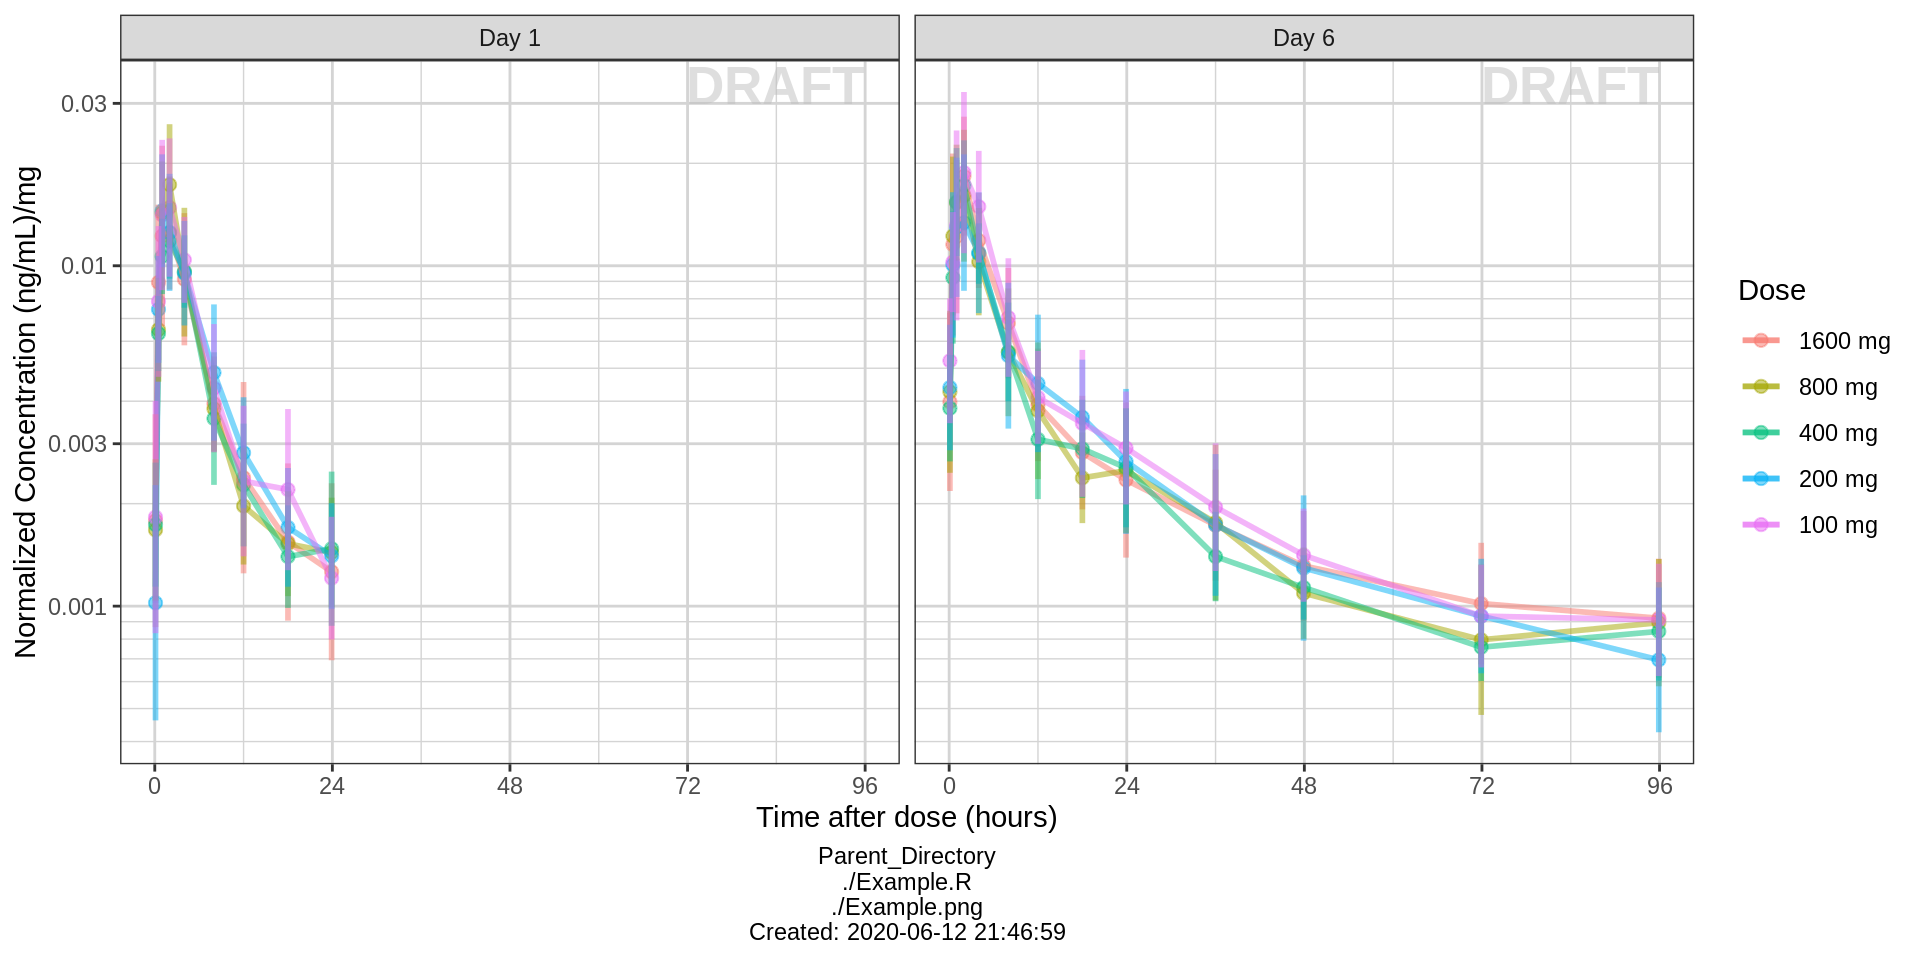 Day 1
Day 6
DRAFT
DRAFT
Normalized Concentration (ng/mL)/mg
0.03
0.01
0.003
0.001
0 12 24 48 72 96
0 24 48 72 96
Time after dose (hours)
Parent_Directory
./Example.R
./Example.png
Created: 2020-06-12 21:46:59
Dose
1600 mg
800 mg
400 mg
200 mg
100 mg